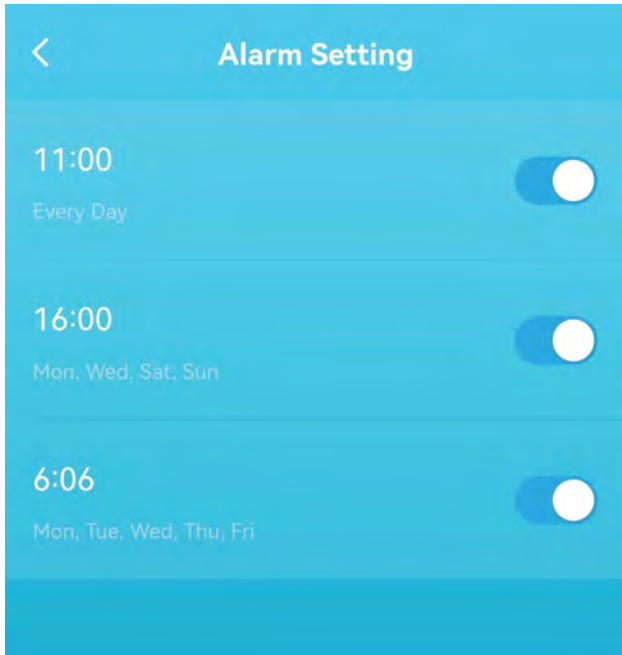 Alarm Setting
11:00
Every Day
16:00
Mon, Wed, Sat, Sun
6:06
Mon, Tue, Wed, Thu, Fri